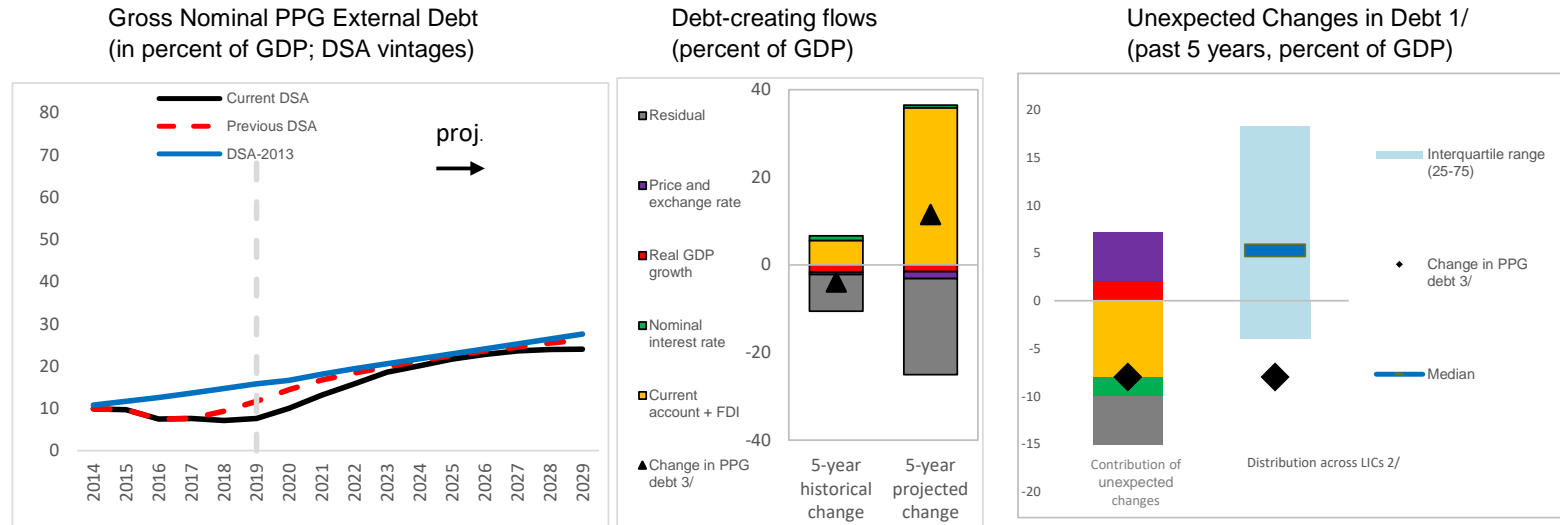 Gross Nominal PPG External Debt
(in percent of GDP; DSA vintages)
80
70
60
50
40
30
20
10
0
Current DSA
Previous DSA
DSA-2013
proj.
2014
2015
2016
2017
2018
2019
2020
2021
2022
2023
2024
2025
2026
2027
2028
2029
Debt-creating flows
(percent of GDP)
Residual
Price and
exchange rate
Real GDP
growth
Nominal
interest rate
Current
account + FDI
Change in PPG
debt 3/
40
20
0
-20
-40
5-year
historical
change
5-year
projected
change
Unexpected Changes in Debt 1/
(past 5 years, percent of GDP)
20
15
10
5
0
-5
-10
-15
-20
Contribution of
unexpected
changes
Distribution across LICs 2/
Interquartile range
(25-75)
Change in PPG
debt 3/
Median